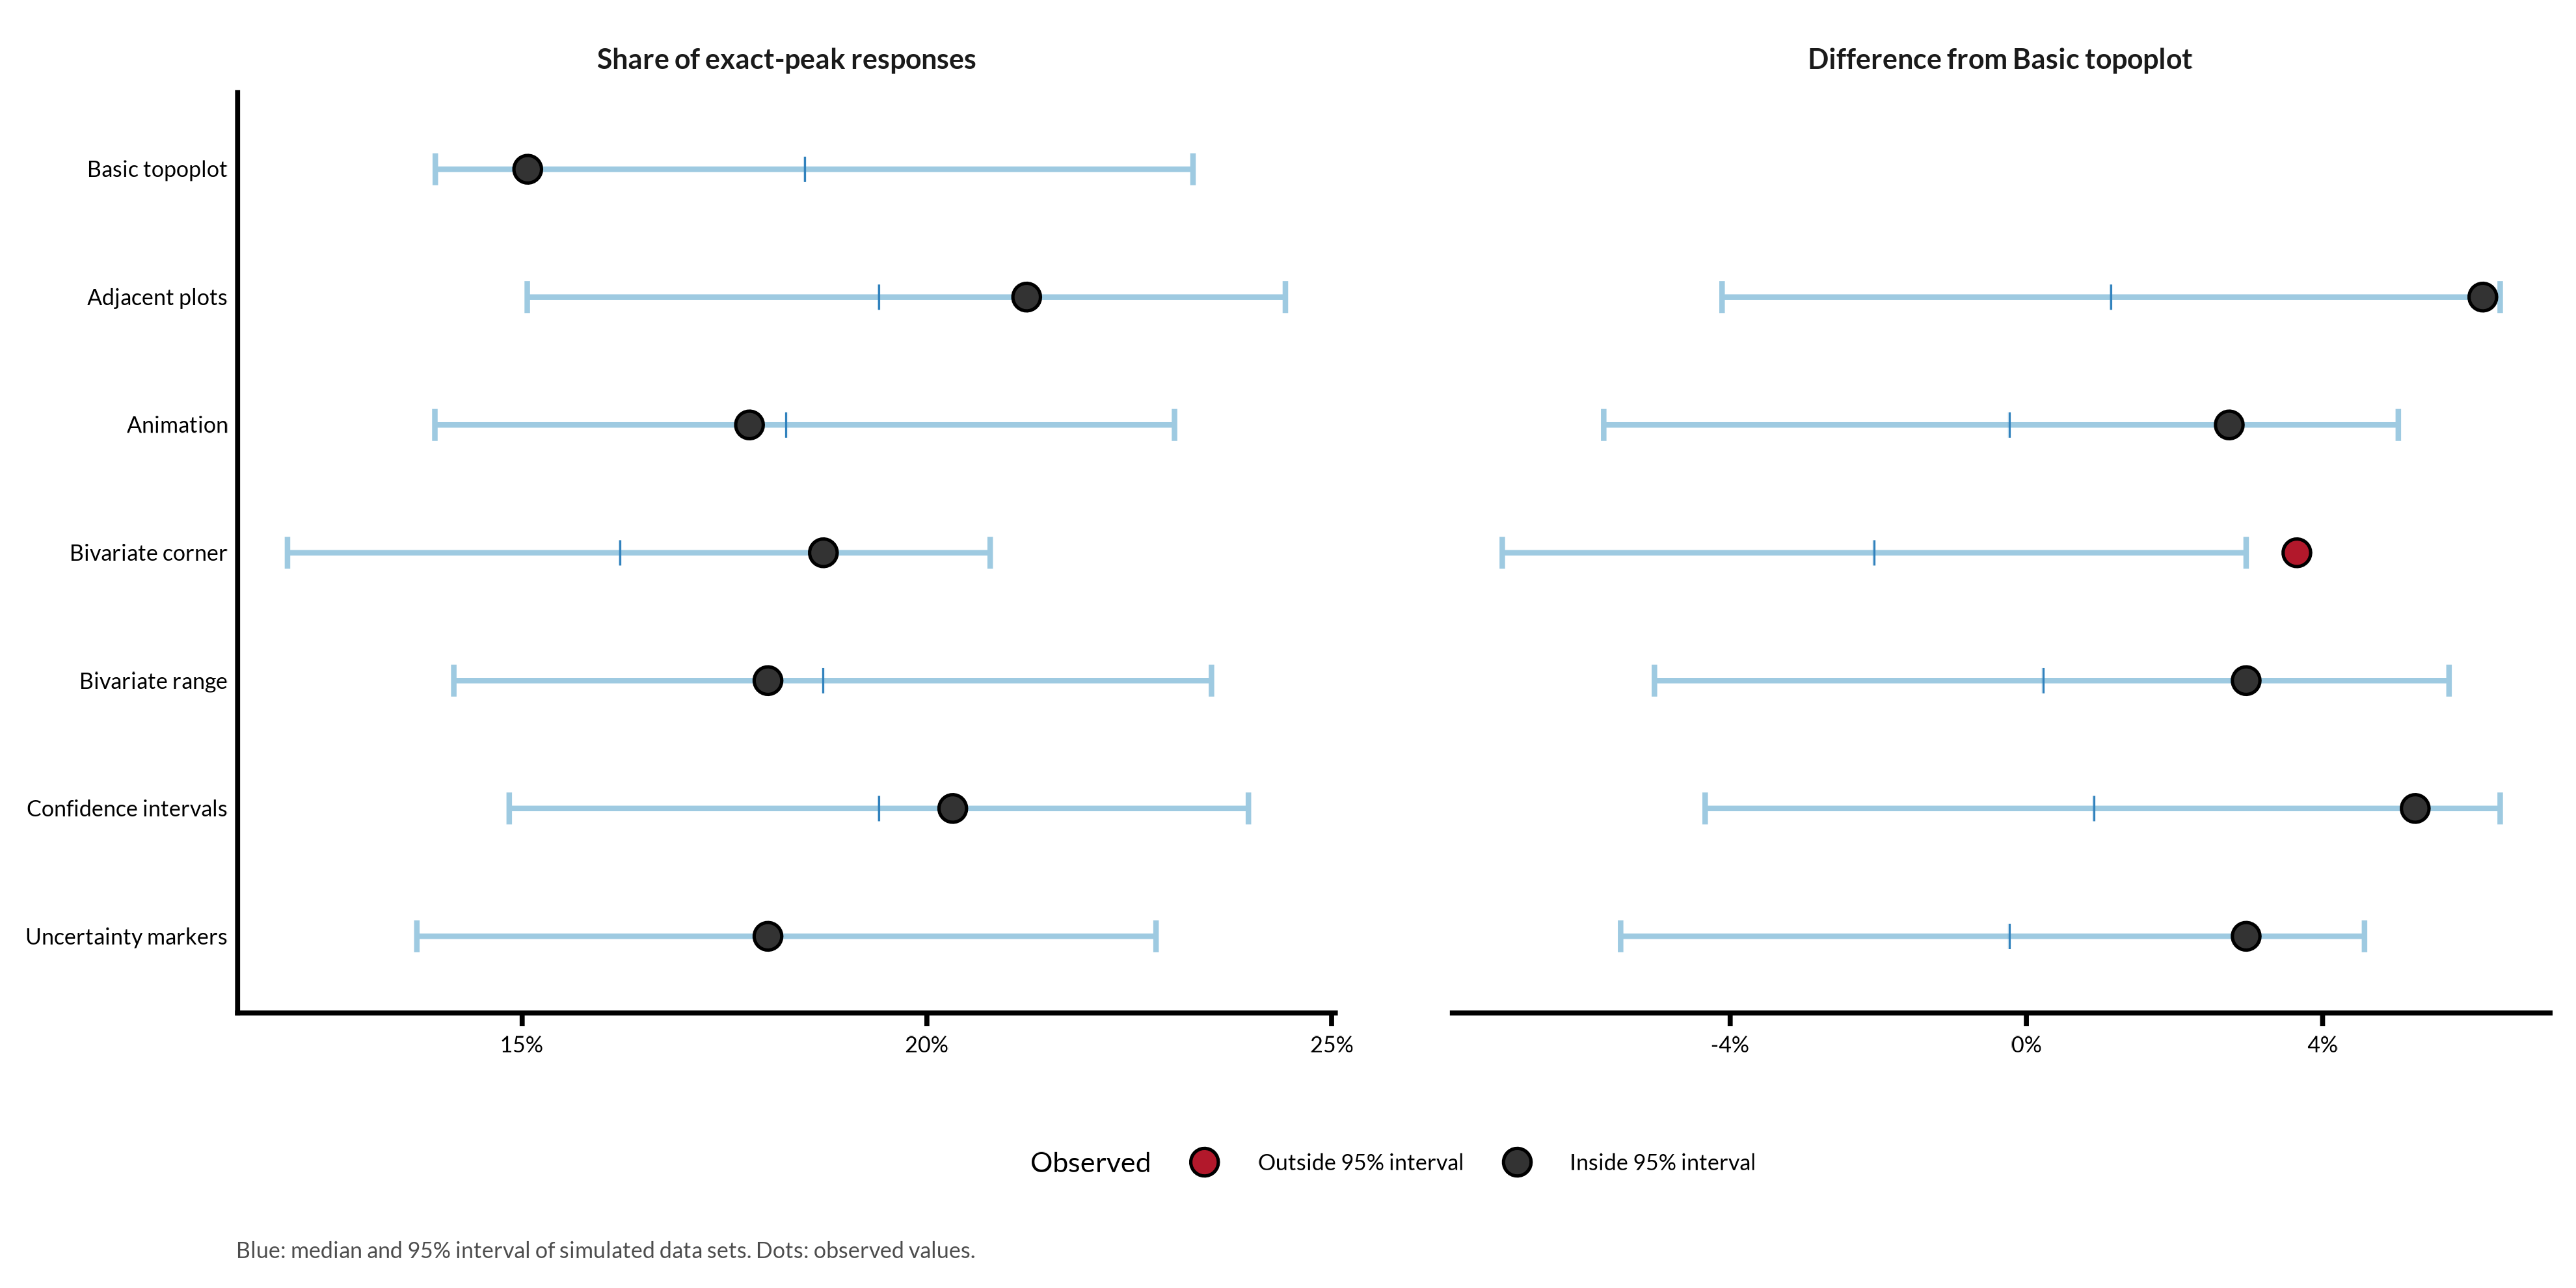 Share of exact-peak responses
Difference from Basic topoplot
Basic topoplot
Adjacent plots
Animation
Bivariate corner
Bivariate range
Confidence intervals
Uncertainty markers
15% 20% 25%
-4% 0% 4%
Observed Outside 95% interval Inside 95% interval
Blue: median and 95% interval of simulated data sets. Dots: observed values.